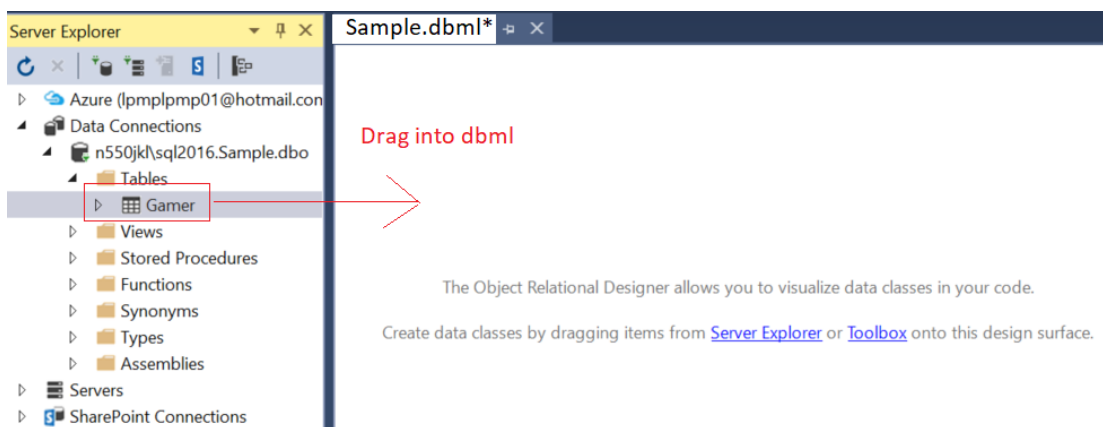 Server Explorer
Sample.dbml*
Azure (lpmplpmp01@hotmail.con
Data Connections
n550jkl\sql2016.Sample.dbo
Tables
Gamer
Views
Stored Procedures
Functions
Synonyms
Types
Assemblies
Servers
SharePoint Connections
Drag into dbml
The Object Relational Designer allows you to visualize data classes in your code.
Create data classes by dragging items from Server Explorer or Toolbox onto this design surface.